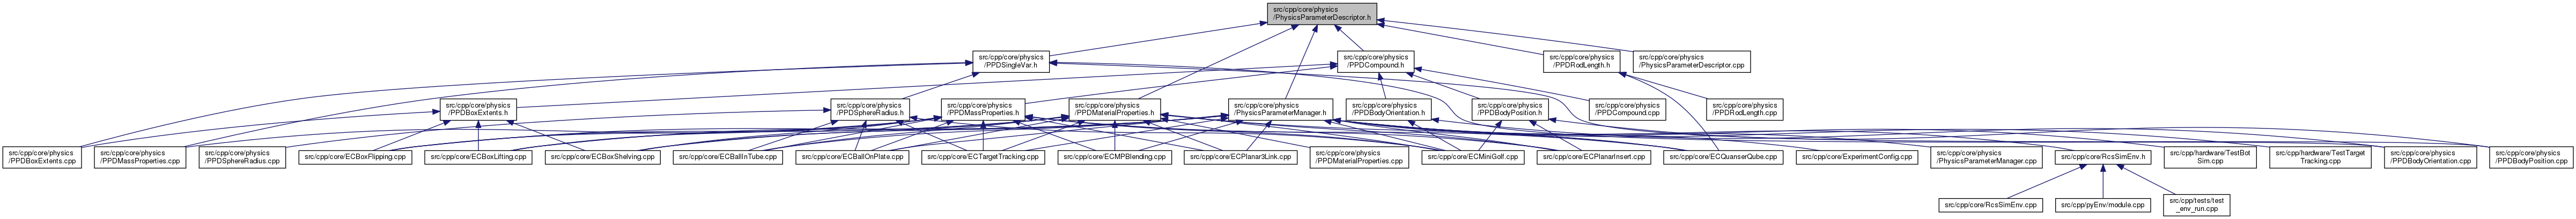 src/cpp/core/physics
/PhysicsParameterDescriptor.h
src/cpp/core/physics
/PPDSingleVar.h
src/cpp/core/physics
/PPDCompound.h
src/cpp/core/physics
/PPDRodLength.h
src/cpp/core/physics
/PhysicsParameterDescriptor.cpp
src/cpp/core/physics
/PPDBoxExtents.h
src/cpp/core/physics
/PPDSphereRadius.h
src/cpp/core/physics
/PPDMassProperties.h
src/cpp/core/physics
/PPDMaterialProperties.h
src/cpp/core/physics
/PhysicsParameterManager.h
src/cpp/core/physics
/PPDBodyOrientation.h
src/cpp/core/physics
/PPDBodyPosition.h
src/cpp/core/physics
/PPDCompound.cpp
src/cpp/core/physics
/PPDRodLength.cpp
src/cpp/core/physics
/PPDBoxExtents.cpp
src/cpp/core/physics
/PPDMassProperties.cpp
src/cpp/core/physics
/PPDSphereRadius.cpp
src/cpp/core/ECBoxFlipping.cpp
src/cpp/core/ECBoxLifting.cpp
src/cpp/core/ECBoxShelving.cpp
src/cpp/core/ECBallInTube.cpp
src/cpp/core/ECBallOnPlate.cpp
src/cpp/core/ECTargetTracking.cpp
src/cpp/core/ECMPBlending.cpp
src/cpp/core/ECPlanar3Link.cpp
src/cpp/core/physics
/PPDMaterialProperties.cpp
src/cpp/core/ECMiniGolf.cpp
src/cpp/core/ECPlanarInsert.cpp
src/cpp/core/ECQuanserQube.cpp
src/cpp/core/ExperimentConfig.cpp
src/cpp/core/physics
/PhysicsParameterManager.cpp
src/cpp/core/RcsSimEnv.h
src/cpp/hardware/TestBot
Sim.cpp
src/cpp/hardware/TestTarget
Tracking.cpp
src/cpp/core/physics
/PPDBodyOrientation.cpp
src/cpp/core/physics
/PPDBodyPosition.cpp
src/cpp/core/RcsSimEnv.cpp
src/cpp/pyEnv/module.cpp
src/cpp/tests/test
_env_run.cpp